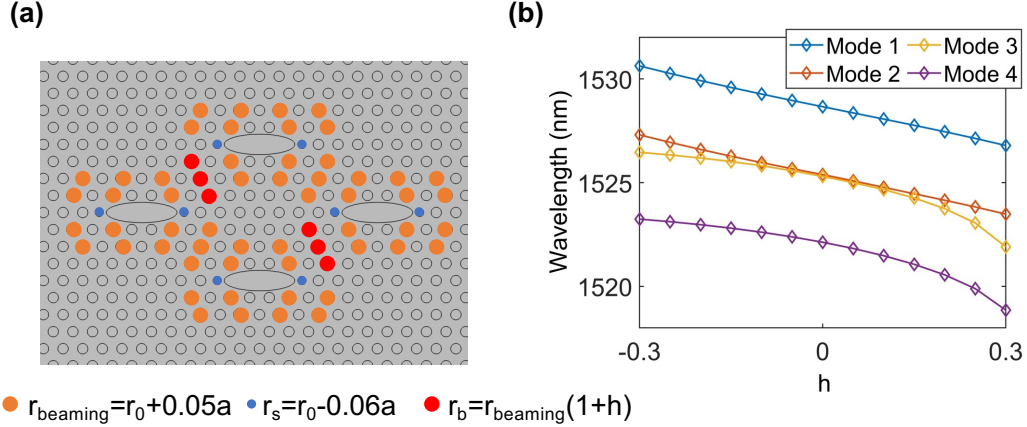 (a)
r_beaming=r_0+0.05a
r_s=r_0-0.06a
r_b=r_beaming(1+h)
(b)
Mode 1
Mode 2
Mode 3
Mode 4
Wavelength (nm)
1530
1525
1520
-0.3
0
0.3
h